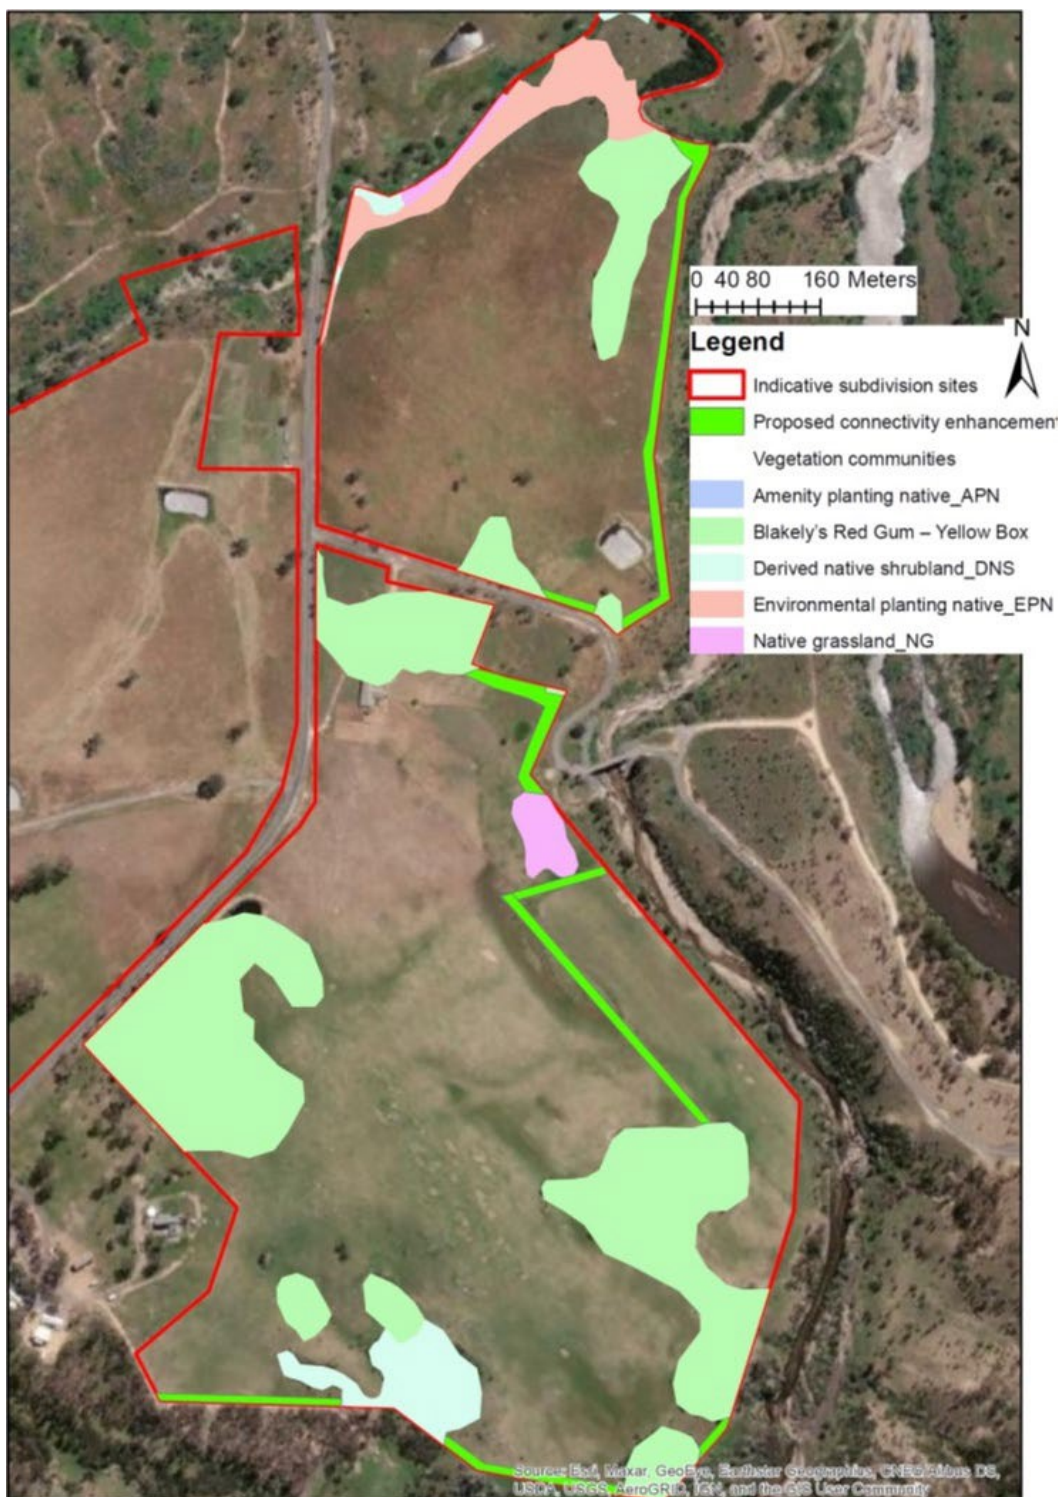 0 40 80 160 Meters
Legend
N
Indicative subdivision sites
Proposed connectivity enhancement
Vegetation communities
Amenity planting native_APN
Blakely's Red Gum – Yellow Box
Derived native shrubland_DNS
Environmental planting native_EPN
Native grassland_NG
Source: Esri, Maxar, GeoEye, Earthstar Geographics, CNES/Airbus DS,
USDA, USGS, AeroGRID, IGN, and the GIS User Community